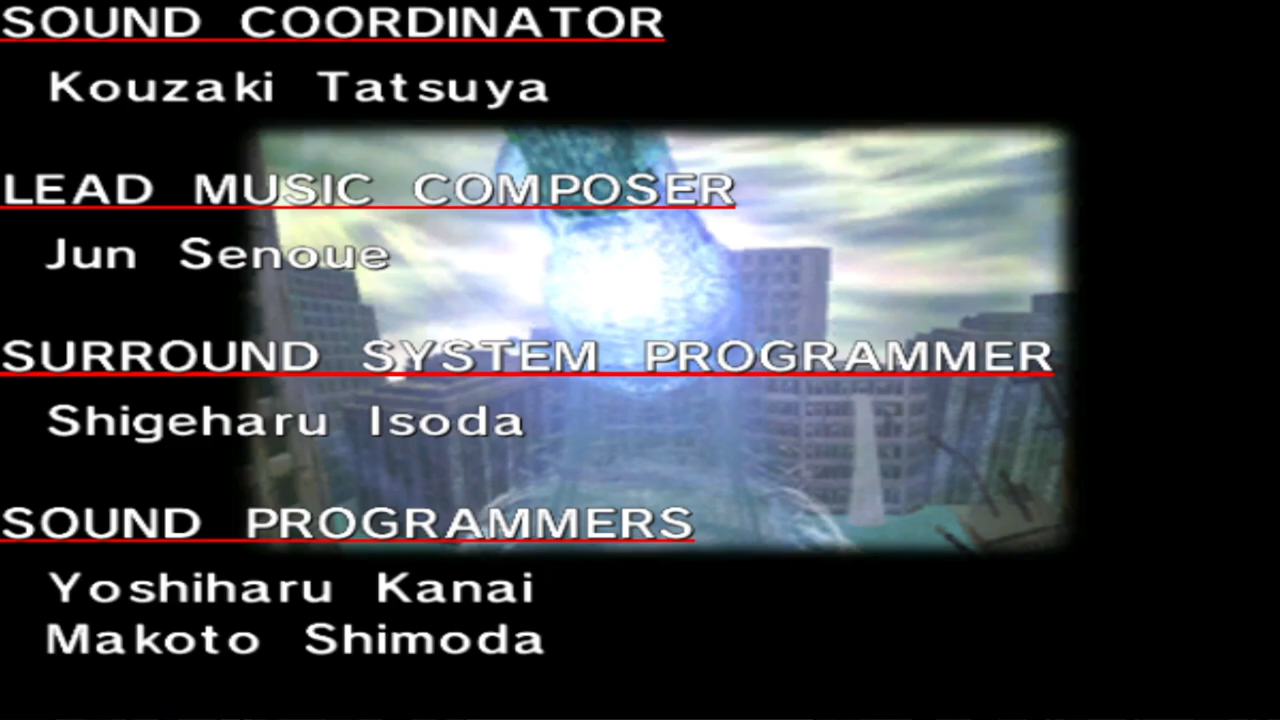 SOUND COORDINATOR
Kouzaki Tatsuya
LEAD MUSIC COMPOSER
Jun Senoue
SURROUND SYSTEM PROGRAMMER
Shigeharu Isoda
SOUND PROGRAMMERS
Yoshiharu Kanai
Makoto Shimoda